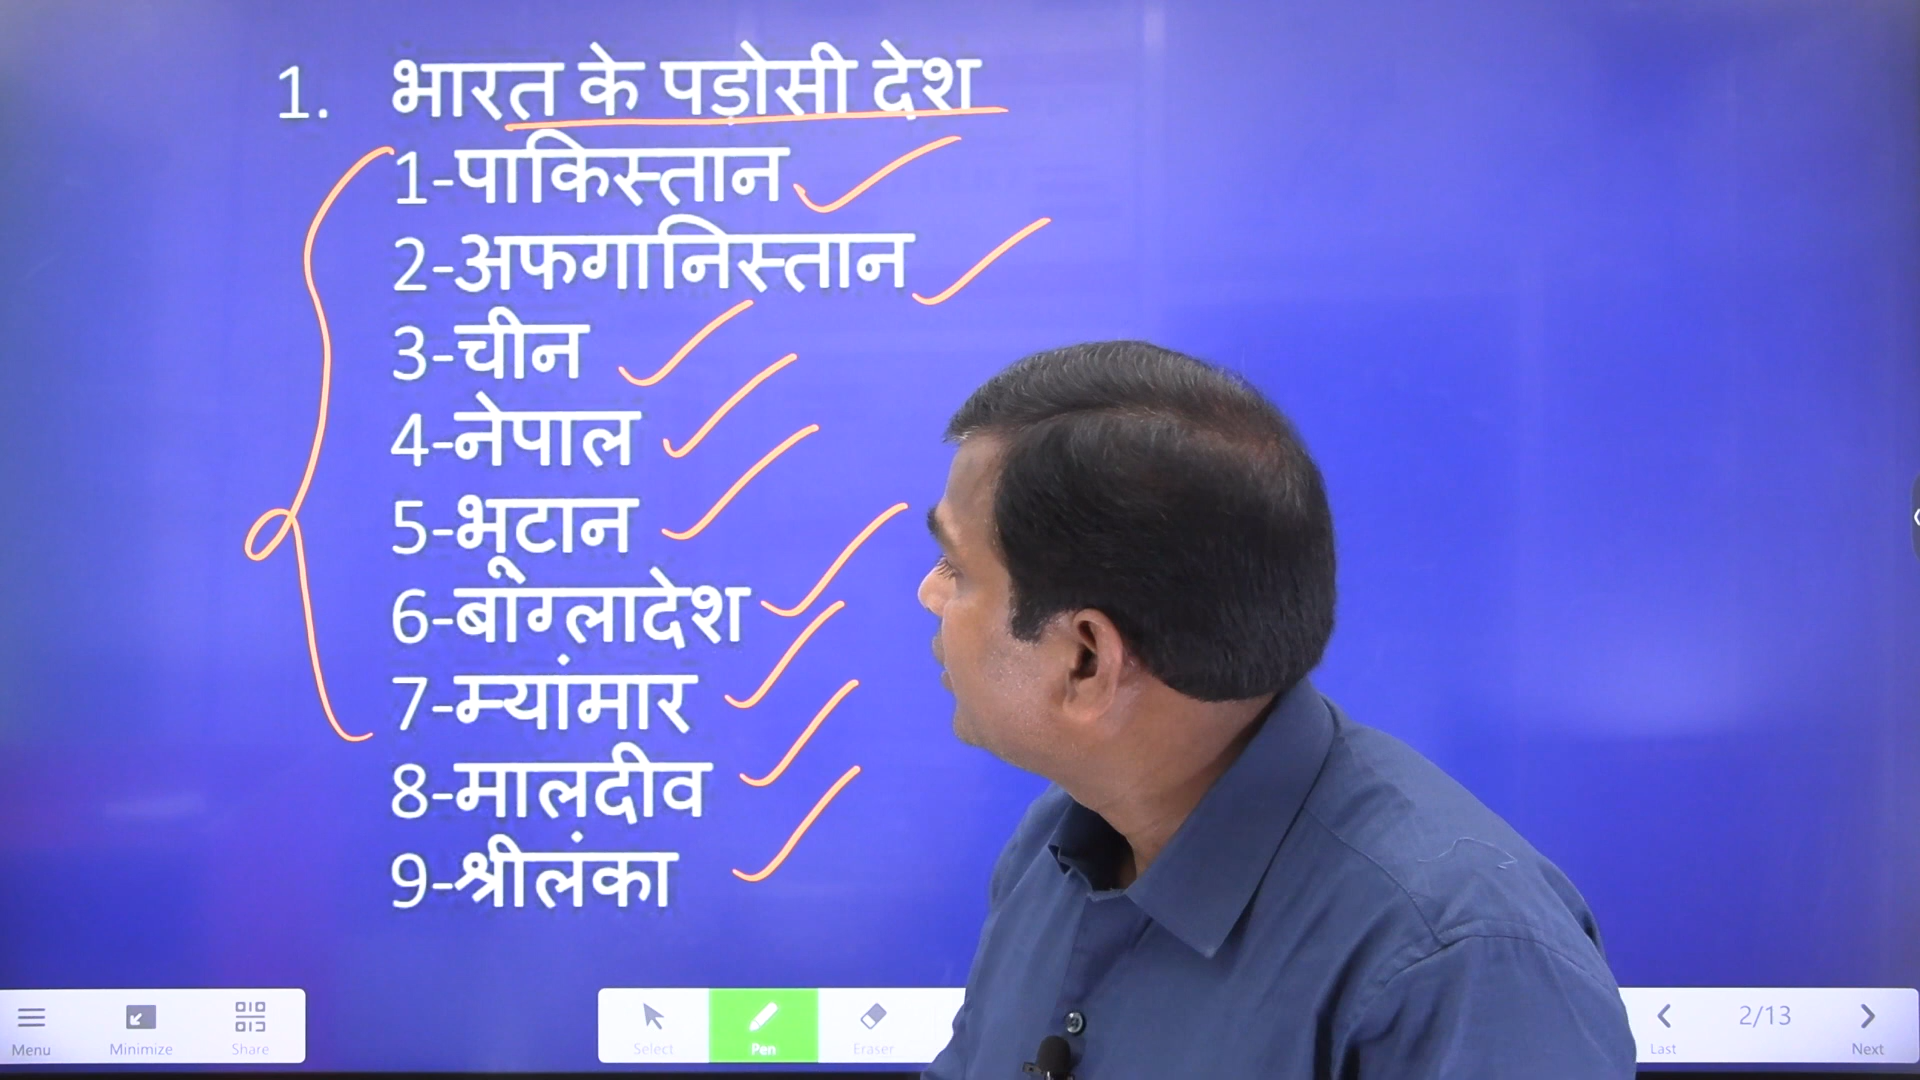 1. भारत के पड़ोसी देश
1-पाकिस्तान
2-अफगानिस्तान
3-चीन
4-नेपाल
5-भूटान
6-बांग्लादेश
7-म्यांमार
8-मालदीव
9-श्रीलंका
Menu Minimize Share Select Pen Eraser Last 2/13 Next